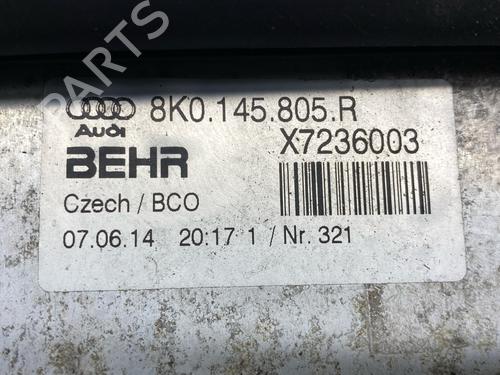 PARTS
8K0.145.805.R
Audi
X7236003
BEHR
Czech / BCO
07.06.14 20:17 1 / Nr. 321